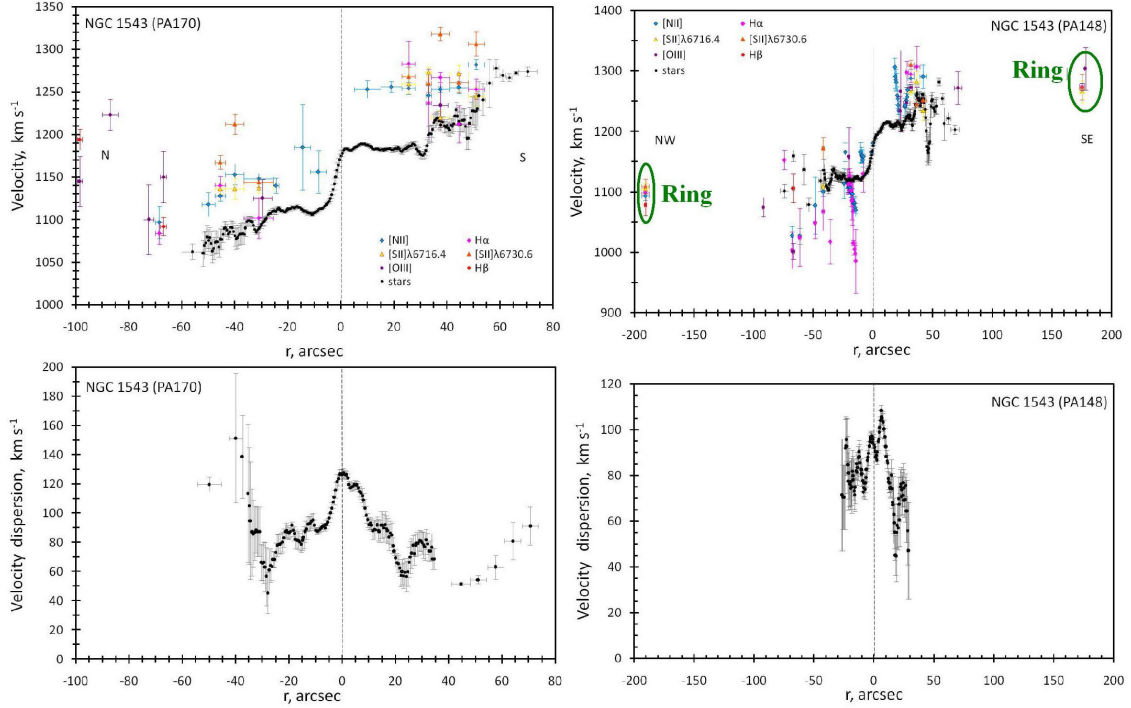 NGC 1543 (PA170)
Velocity, km s-1
1350
1300
1250
1200
1150
1100
1050
1000
N
S
[NII]
Hα
[SII]λ6716.4
[SII]λ6730.6
[OIII]
Hβ
stars
-100 -80 -60 -40 -20 0 20 40 60 80
r, arcsec
[NII]
Hα
NGC 1543 (PA148)
[SII]λ6716.4
[SII]λ6730.6
[OIII]
Hβ
stars
Velocity, km s-1
1400
1300
1200
1100
1000
900
Ring
NW
SE
Ring
-200 -150 -100 -50 0 50 100 150 200
r, arcsec
NGC 1543 (PA170)
Velocity dispersion, km s-1
200
180
160
140
120
100
80
60
40
20
0
-100 -80 -60 -40 -20 0 20 40 60 80
r, arcsec
NGC 1543 (PA148)
Velocity dispersion, km s-1
120
100
80
60
40
20
0
-200 -150 -100 -50 0 50 100 150 200
r, arcsec